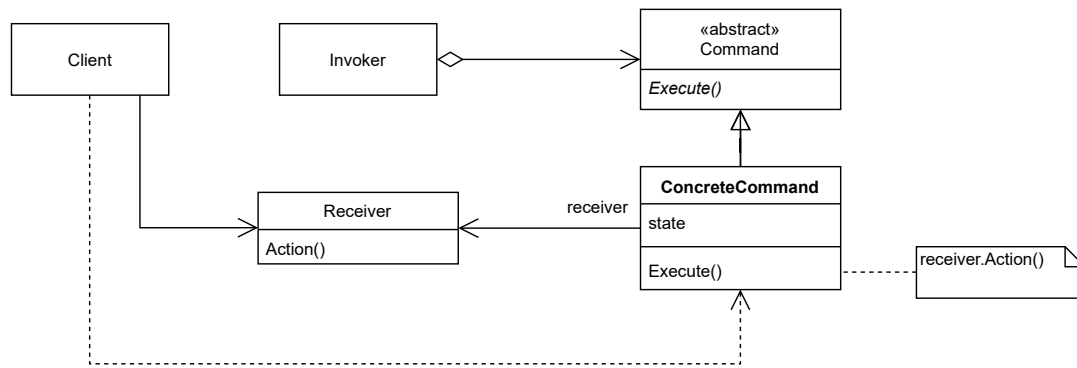 Client
Invoker
«abstract»
Command
Execute()
ConcreteCommand
state
Execute()
Receiver
Action()
receiver
receiver.Action()